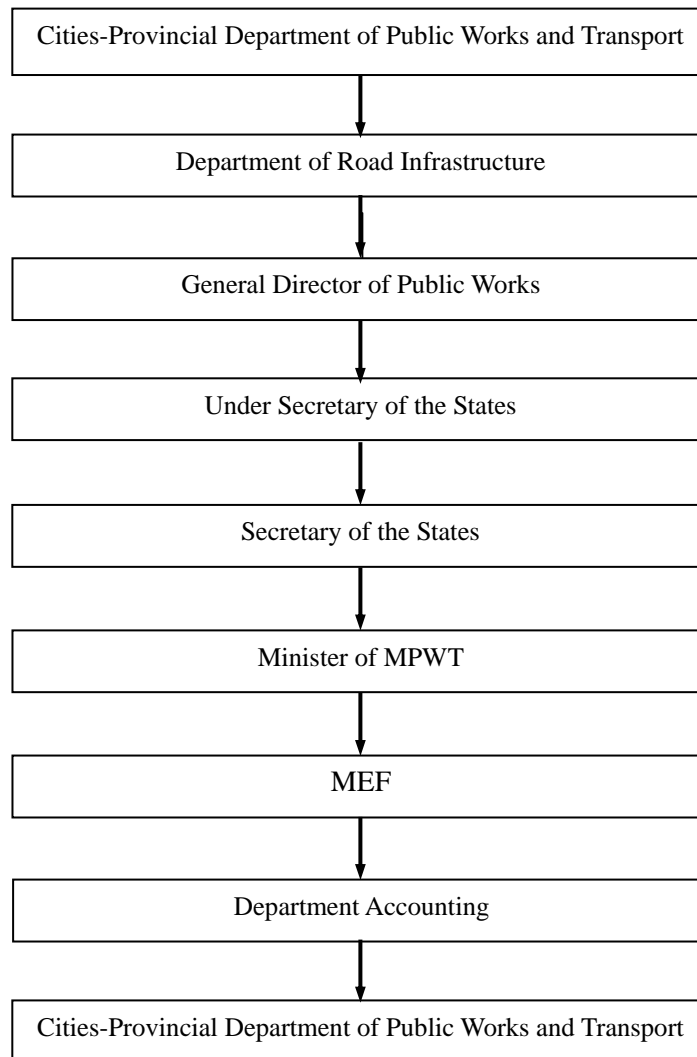 Cities-Provincial Department of Public Works and Transport
Department of Road Infrastructure
General Director of Public Works
Under Secretary of the States
Secretary of the States
Minister of MPWT
MEF
Department Accounting
Cities-Provincial Department of Public Works and Transport